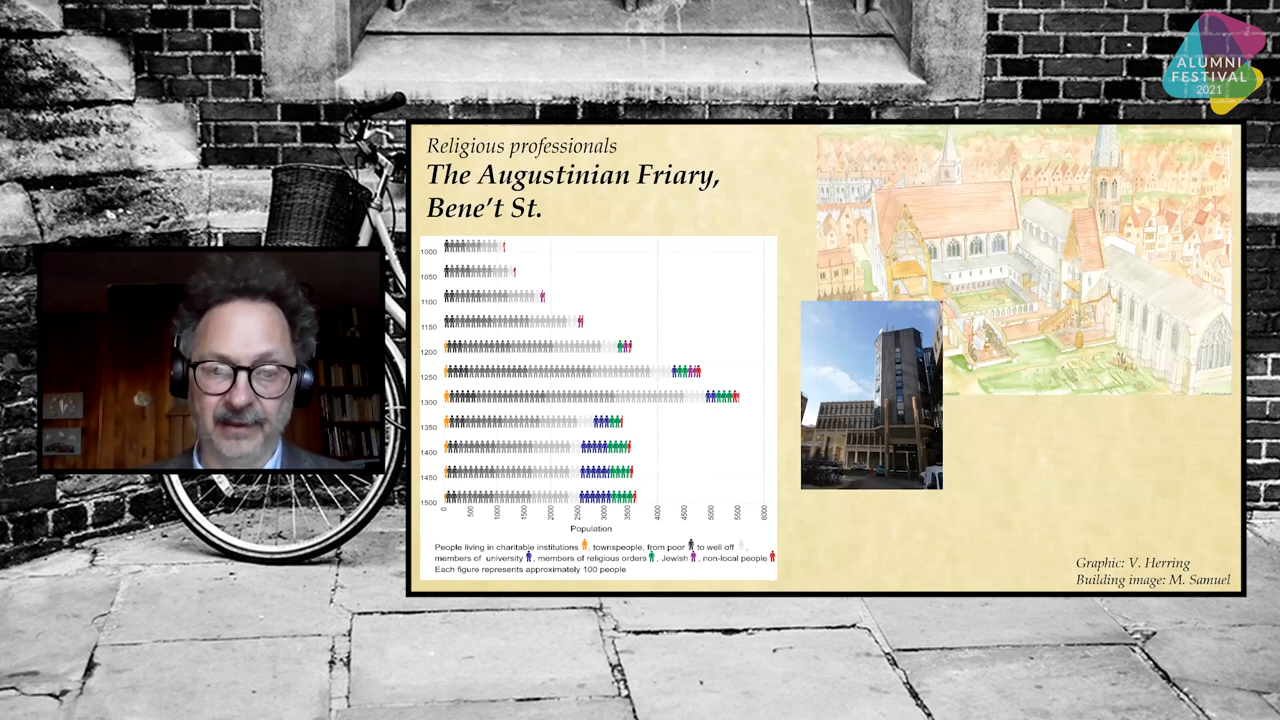 ALUMNI
FESTIVAL
2021
Religious professionals
The Augustinian Friary,
Bene’t St.
1000
1050
1100
1150
1200
1250
1300
1350
1400
1450
1500
0
500
1000
1500
2000
2500
3000
3500
4000
4500
5000
5500
6000
Population
People living in charitable institutions , townspeople, from poor to well off ,
members of university , members of religious orders , Jewish , non-local people
Each figure represents approximately 100 people
Graphic: V. Herring
Building image: M. Samuel